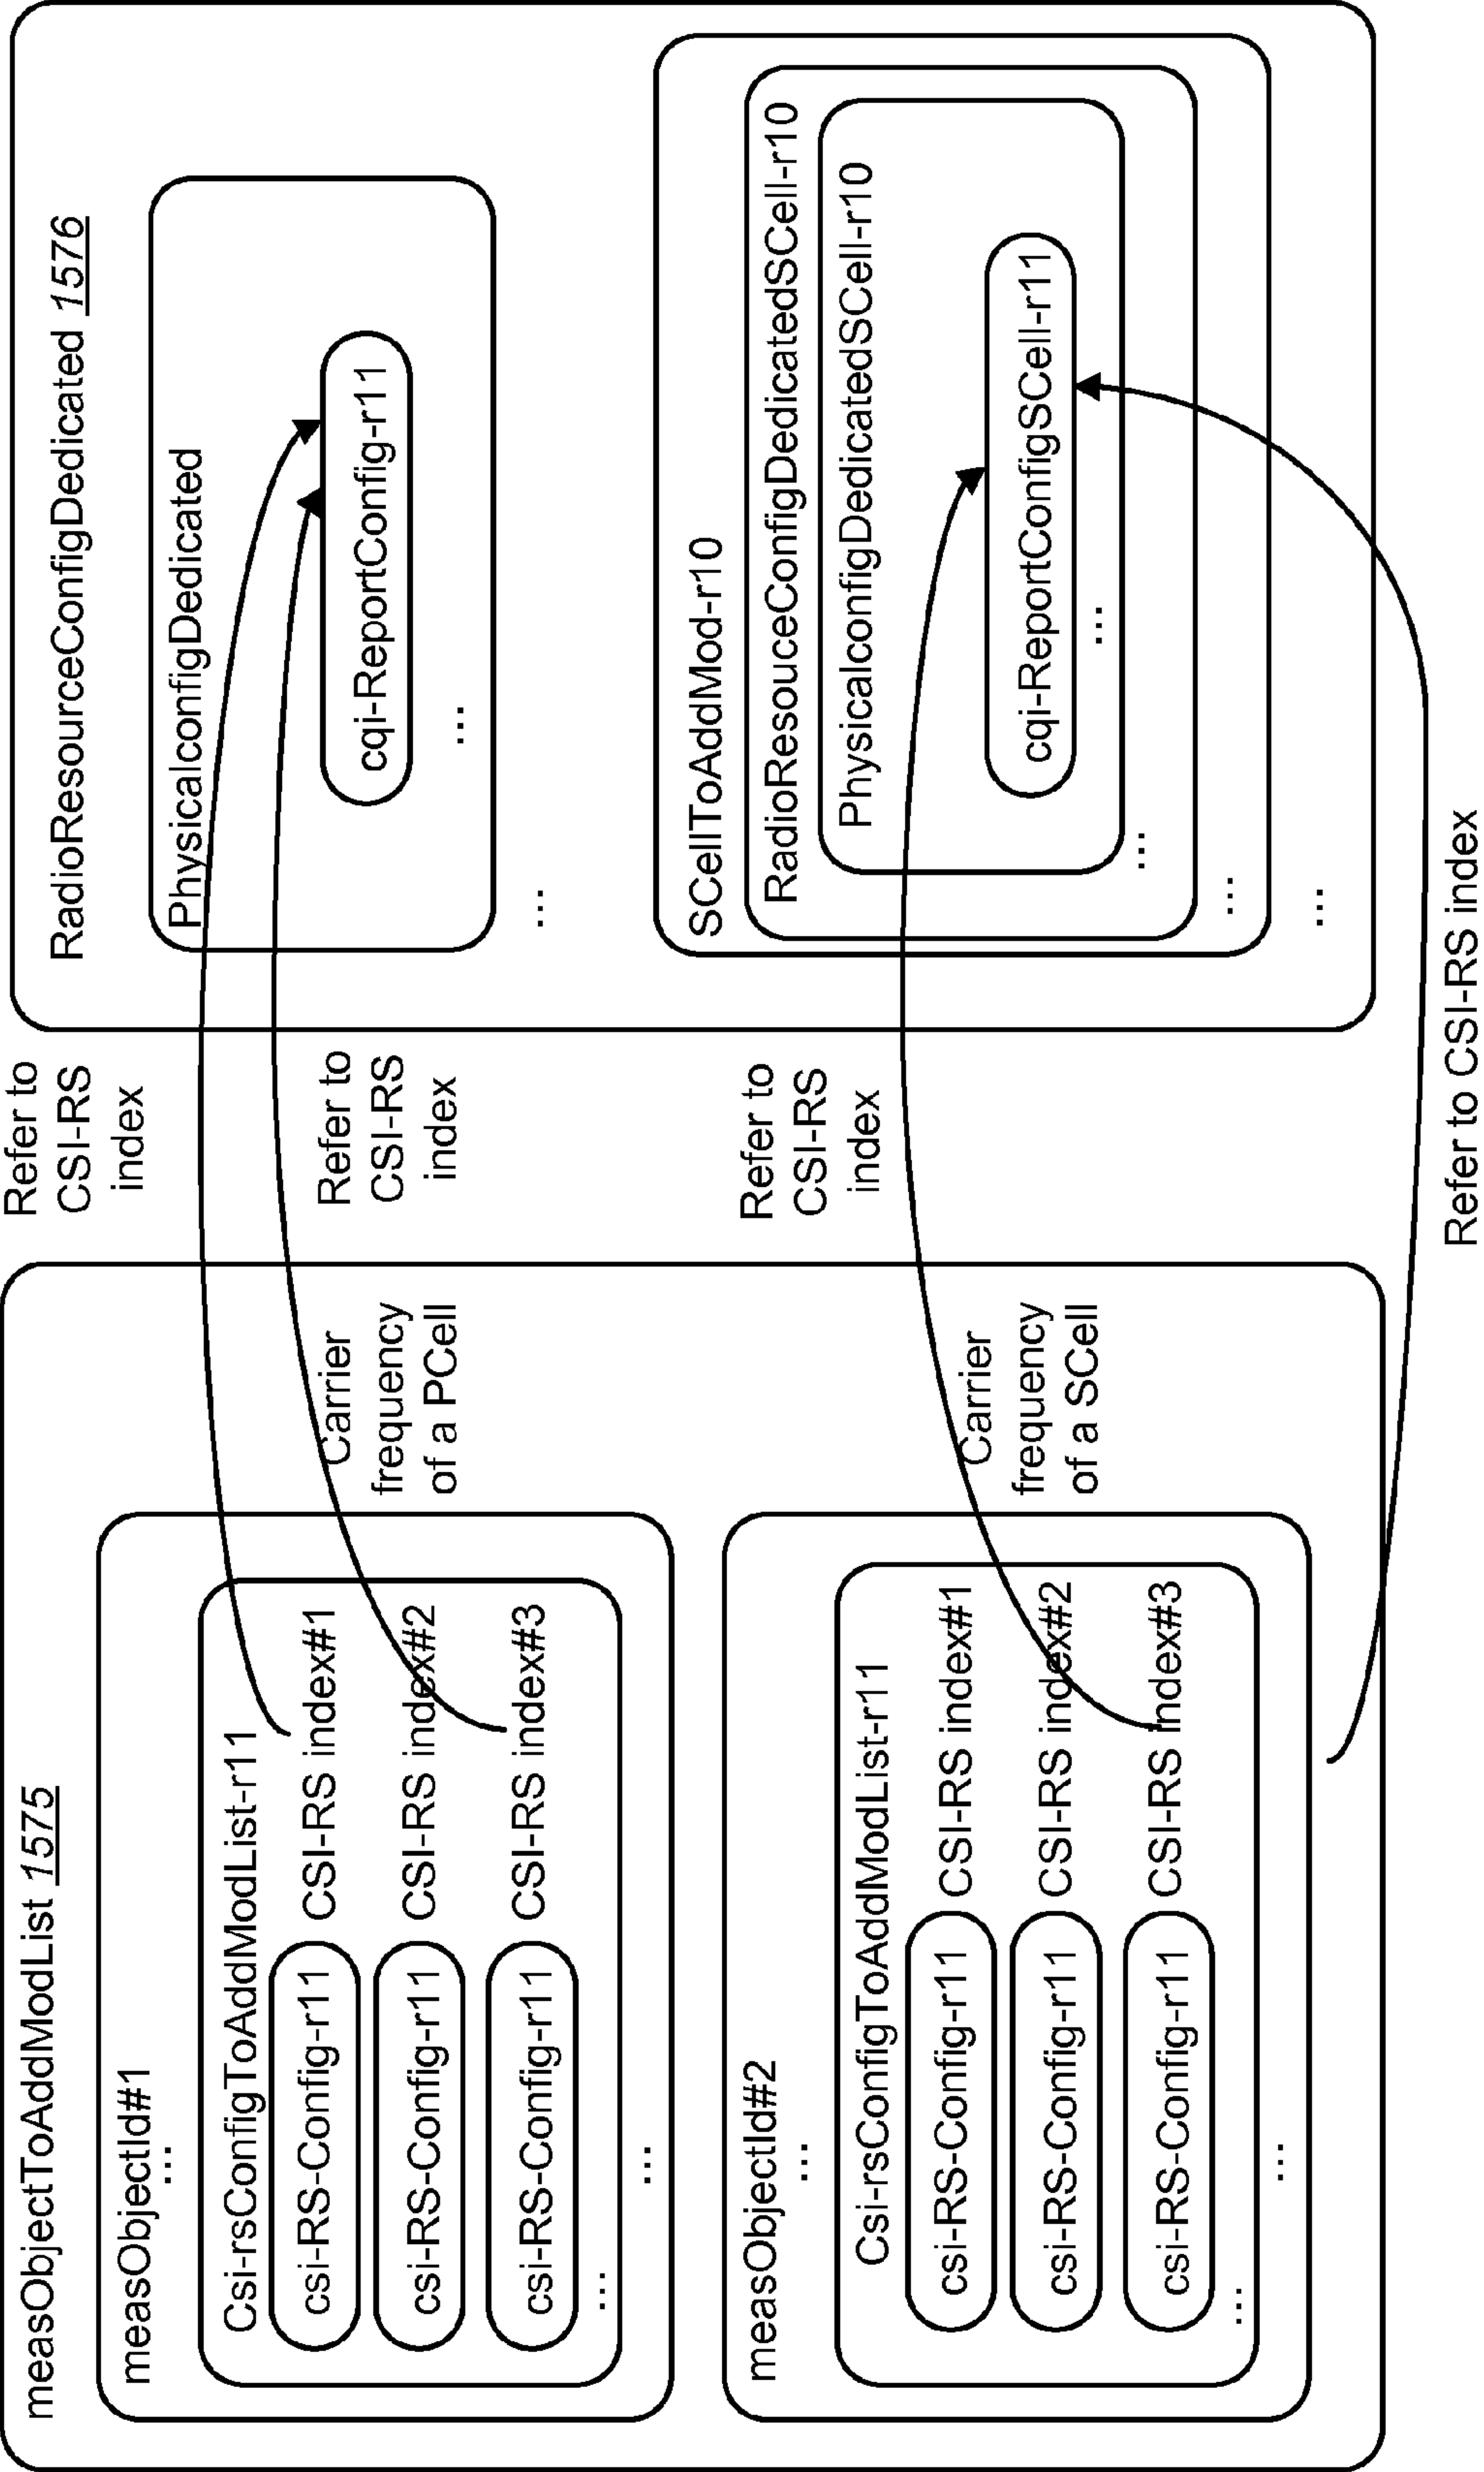 measObjectToAddModList 1575
measObjectId#1
...
Csi-rsConfigToAddModList-r11
csi-RS-Config-r11 CSI-RS index#1
csi-RS-Config-r11 CSI-RS index#2
csi-RS-Config-r11 CSI-RS index#3
...
...
Carrier
frequency
of a PCell
measObjectId#2
...
Csi-rsConfigToAddModList-r11
csi-RS-Config-r11 CSI-RS index#1
csi-RS-Config-r11 CSI-RS index#2
csi-RS-Config-r11 CSI-RS index#3
...
...
Carrier
frequency
of a SCell
Refer to
CSI-RS
index
Refer to
CSI-RS
index
Refer to
CSI-RS
index
Refer to CSI-RS index
RadioResourceConfigDedicated 1576
PhysicalconfigDedicated
cqi-ReportConfig-r11
...
...
SCellToAddMod-r10
RadioResouceConfigDedicatedSCell-r10
PhysicalconfigDedicatedSCell-r10
cqi-ReportConfigSCell-r11
...
...
...
...